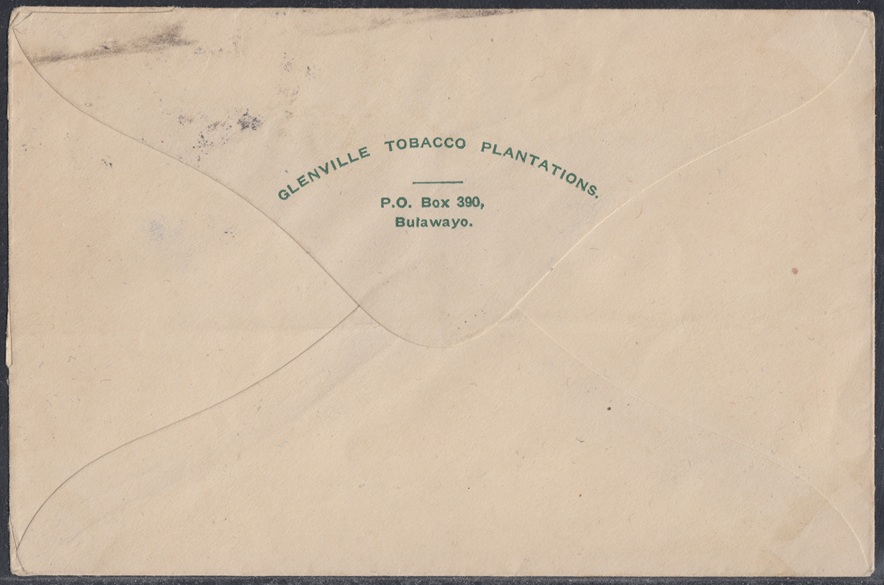 GLENVILLE TOBACCO PLANTATIONS.
P.O. Box 390,
Bulawayo.